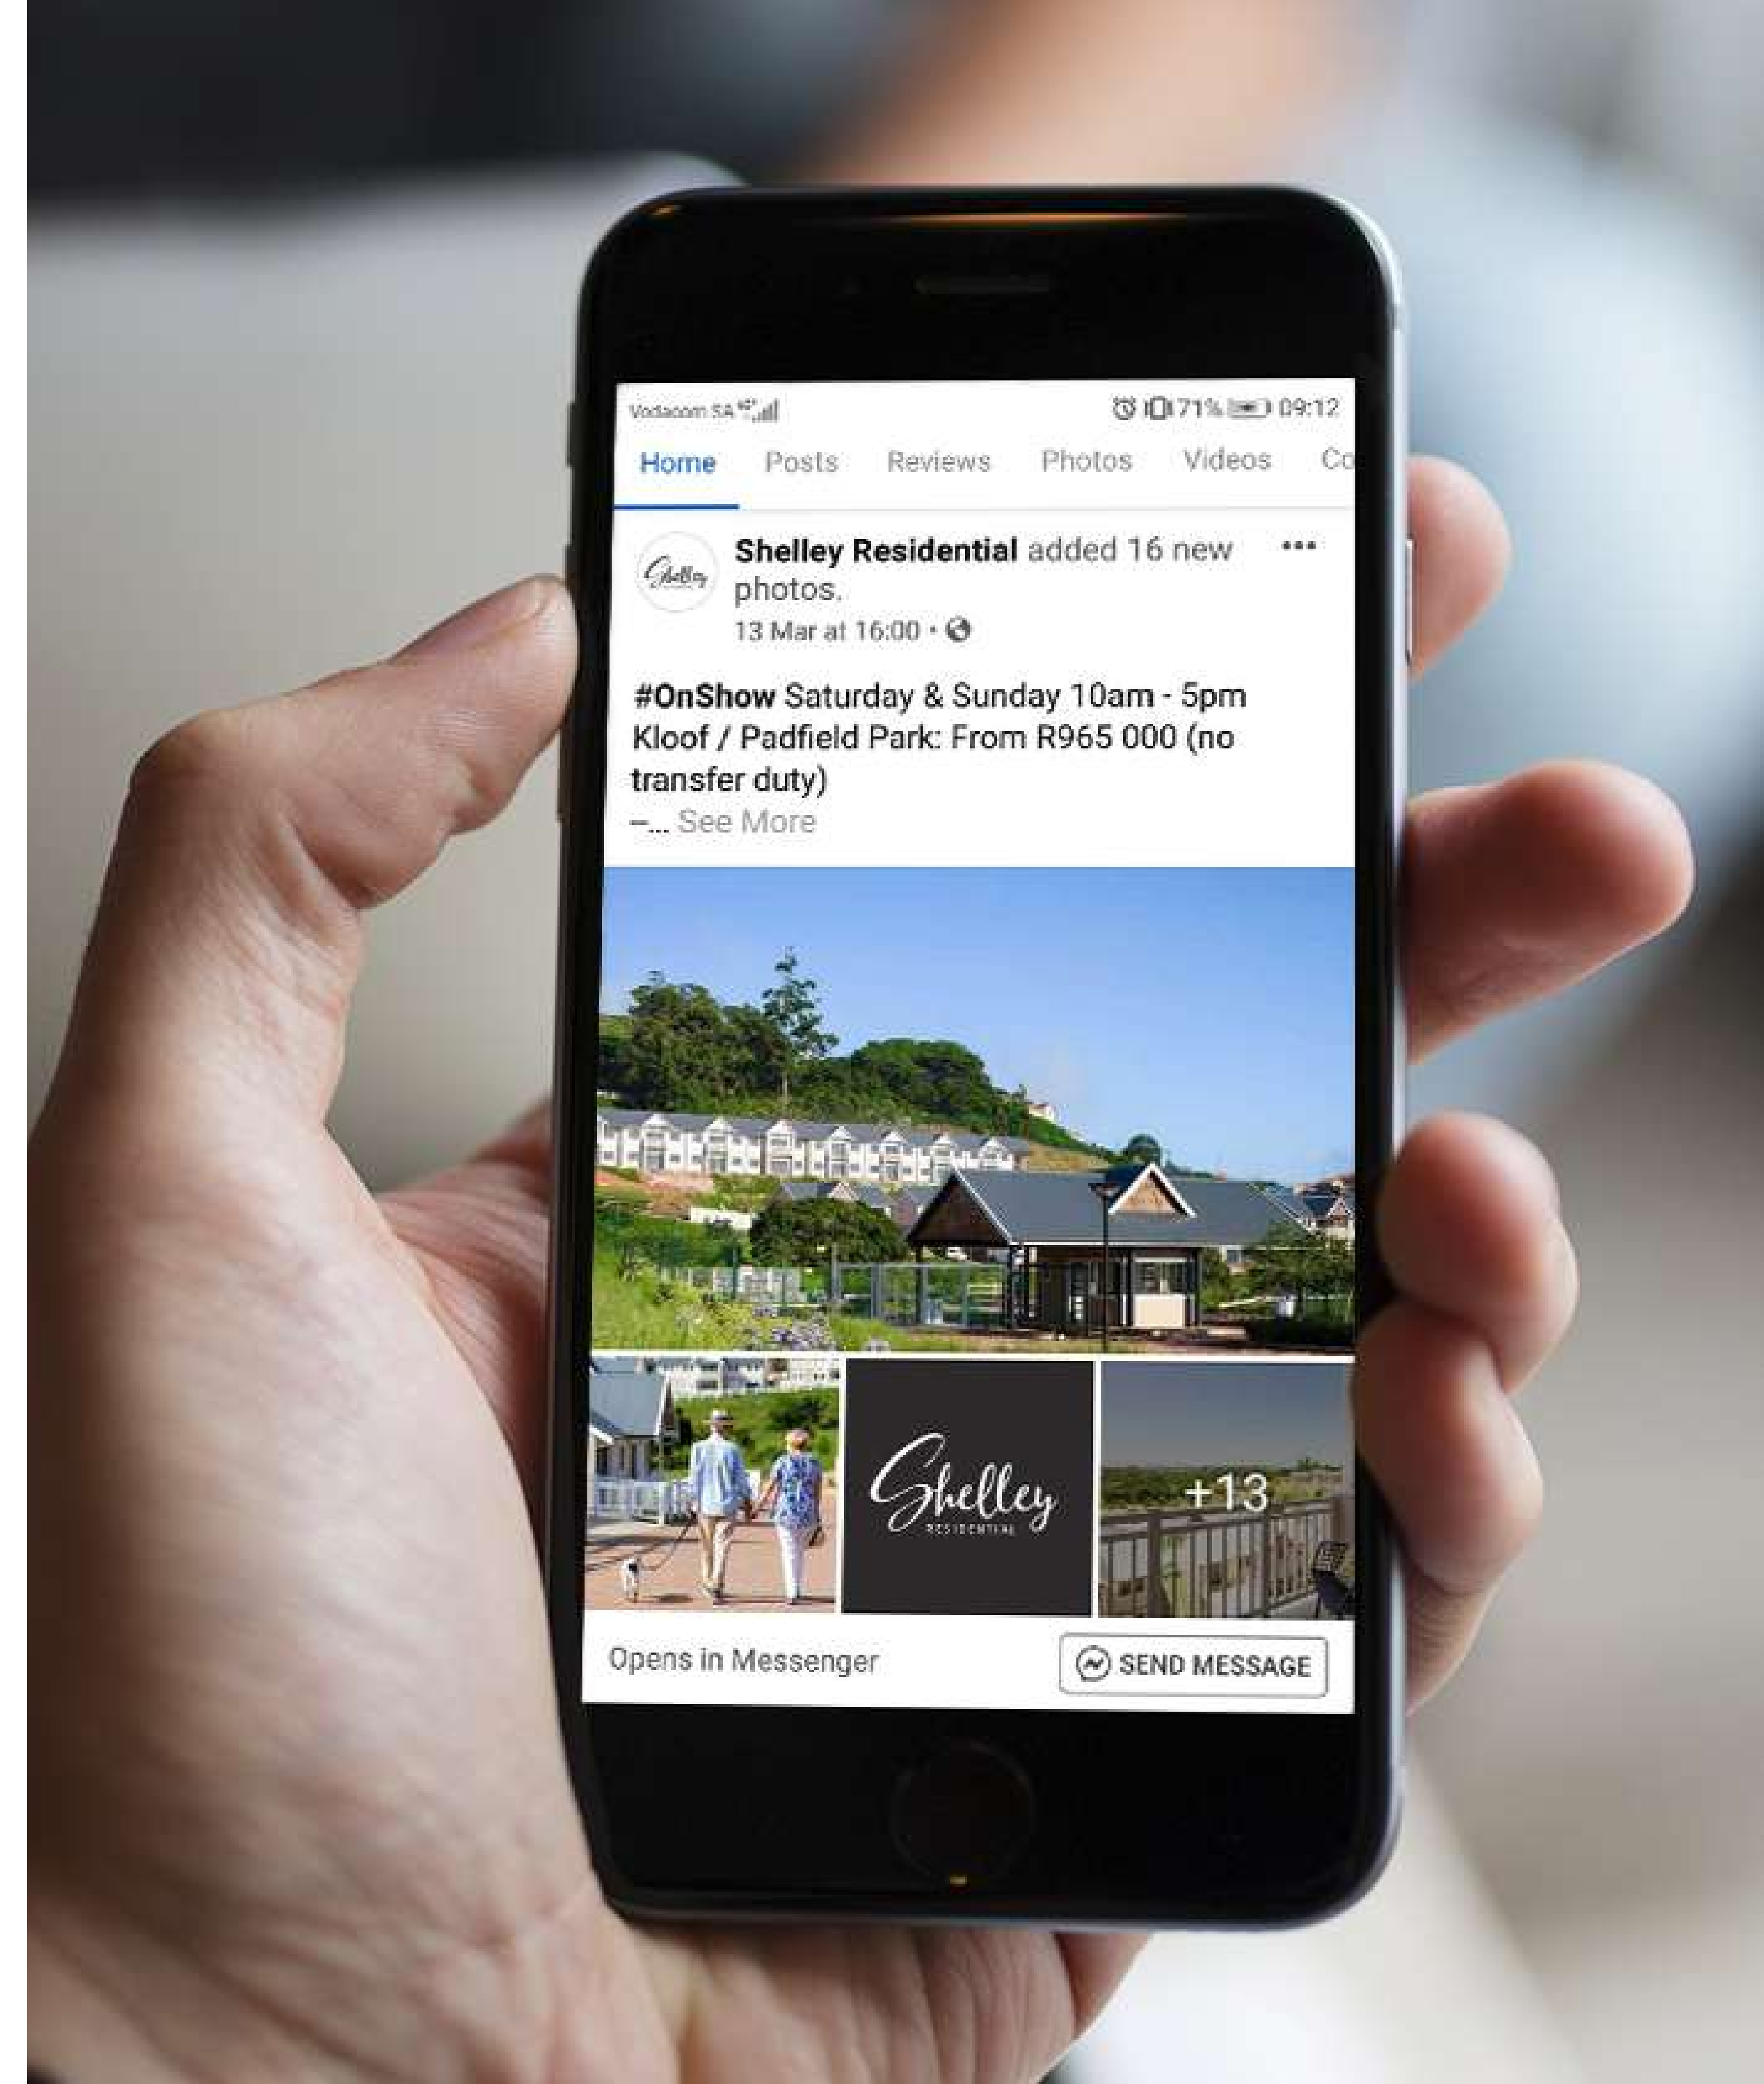 Vodacom SA 4G 71% 09:12
Home Posts Reviews Photos Videos Co
Shelley
Shelley Residential added 16 new
photos.
13 Mar at 16:00 ·
#OnShow Saturday & Sunday 10am - 5pm
Kloof / Padfield Park: From R965 000 (no
transfer duty)
–... See More
Shelley
RESIDENTIAL
+13
Opens in Messenger
SEND MESSAGE